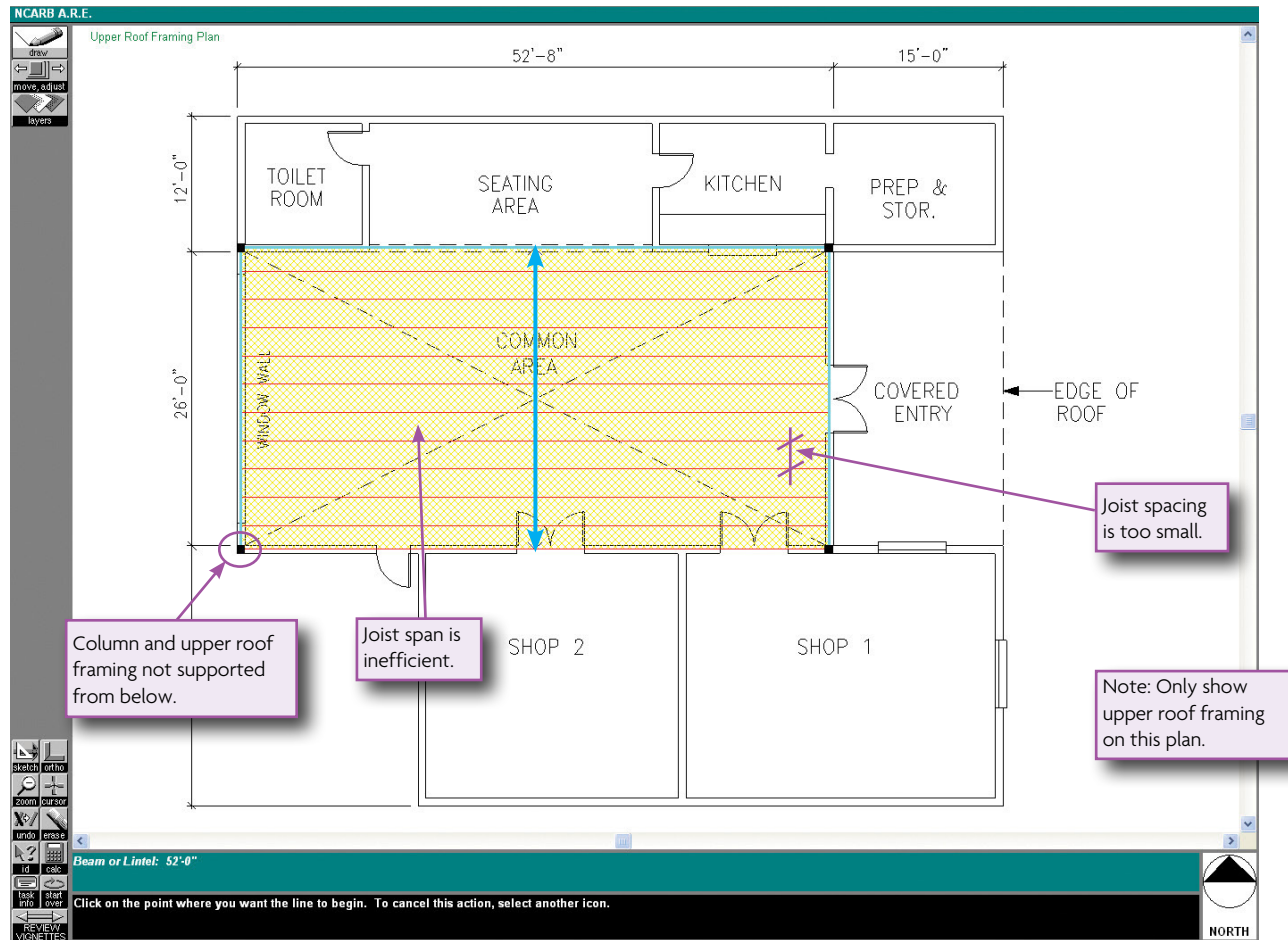 NCARB A.R.E.
draw
move, adjust
layers
Upper Roof Framing Plan
52'-8"
15'-0"
12'-0"
TOILET
ROOM
SEATING
AREA
KITCHEN
PREP &
STOR.
26'-0"
WINDOW WALL
COMMON
AREA
COVERED
ENTRY
EDGE OF
ROOF
Joist spacing
is too small.
Column and upper roof
framing not supported
from below.
Joist span is
inefficient.
SHOP 2
SHOP 1
Note: Only show
upper roof framing
on this plan.
sketch
ortho
zoom
cursor
undo
erase
id
calc
task
info
start
over
REVIEW
VIGNETTES
Beam or Lintel: 52'-0"
Click on the point where you want the line to begin. To cancel this action, select another icon.
NORTH